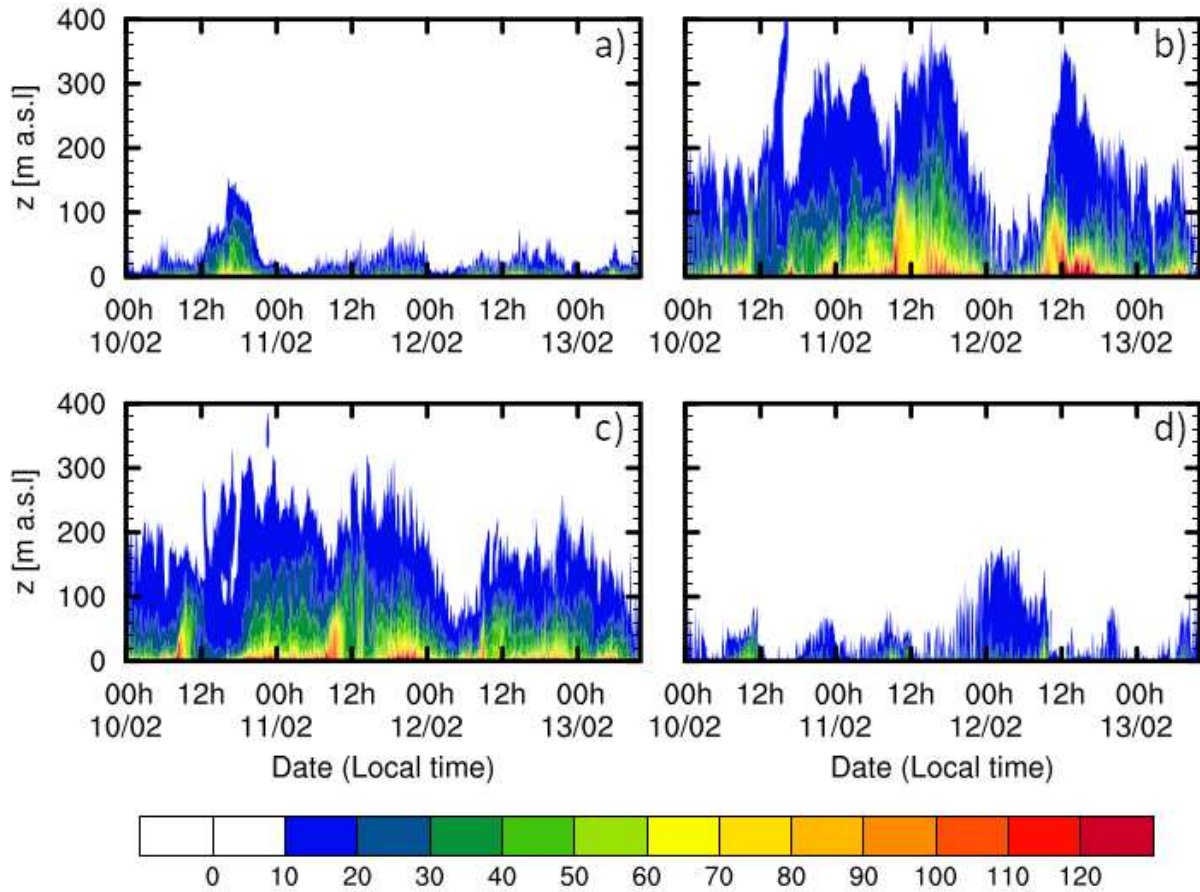 400
300
200
100
0
z [m a.s.l]
a)
00h 12h 00h 12h 00h 12h 00h
10/02 11/02 12/02 13/02
b)
00h 12h 00h 12h 00h 12h 00h
10/02 11/02 12/02 13/02
400
300
200
100
0
z [m a.s.l]
c)
00h 12h 00h 12h 00h 12h 00h
10/02 11/02 12/02 13/02
Date (Local time)
d)
00h 12h 00h 12h 00h 12h 00h
10/02 11/02 12/02 13/02
Date (Local time)
0 10 20 30 40 50 60 70 80 90 100 110 120